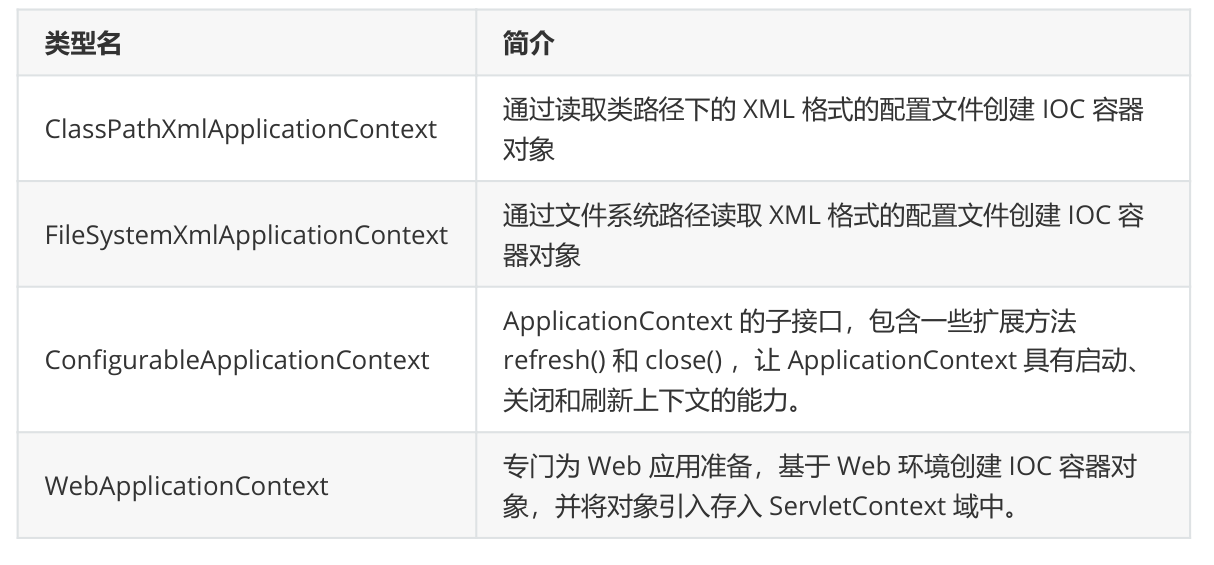 类型名
简介
ClassPathXmlApplicationContext
通过读取类路径下的 XML 格式的配置文件创建 IOC 容器
对象
FileSystemXmlApplicationContext
通过文件系统路径读取 XML 格式的配置文件创建 IOC 容
器对象
ConfigurableApplicationContext
ApplicationContext 的子接口，包含一些扩展方法
refresh() 和 close() ，让 ApplicationContext 具有启动、
关闭和刷新上下文的能力。
WebApplicationContext
专门为 Web 应用准备，基于 Web 环境创建 IOC 容器对
象，并将对象引入存入 ServletContext 域中。